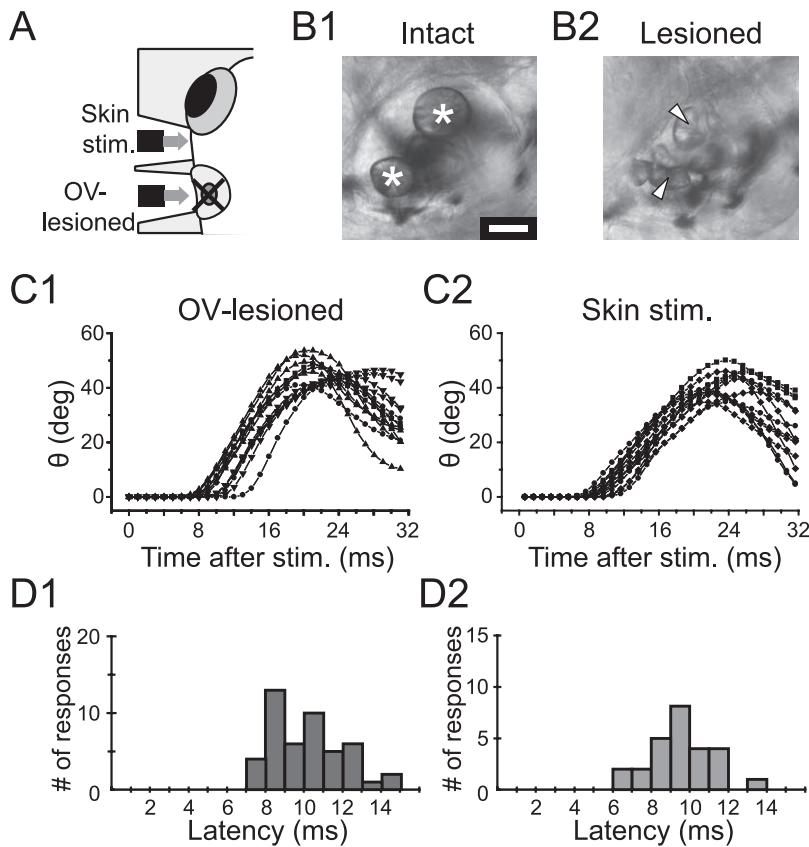 A
Skin
stim.
OV-
lesioned
B1
Intact
*
*
B2
Lesioned
C1
OV-lesioned
60
40
20
0
θ (deg)
0 8 16 24 32
Time after stim. (ms)
C2
Skin stim.
60
40
20
0
θ (deg)
0 8 16 24 32
Time after stim. (ms)
D1
20
10
0
# of responses
2 4 6 8 10 12 14
Latency (ms)
D2
15
10
5
0
# of responses
2 4 6 8 10 12 14
Latency (ms)